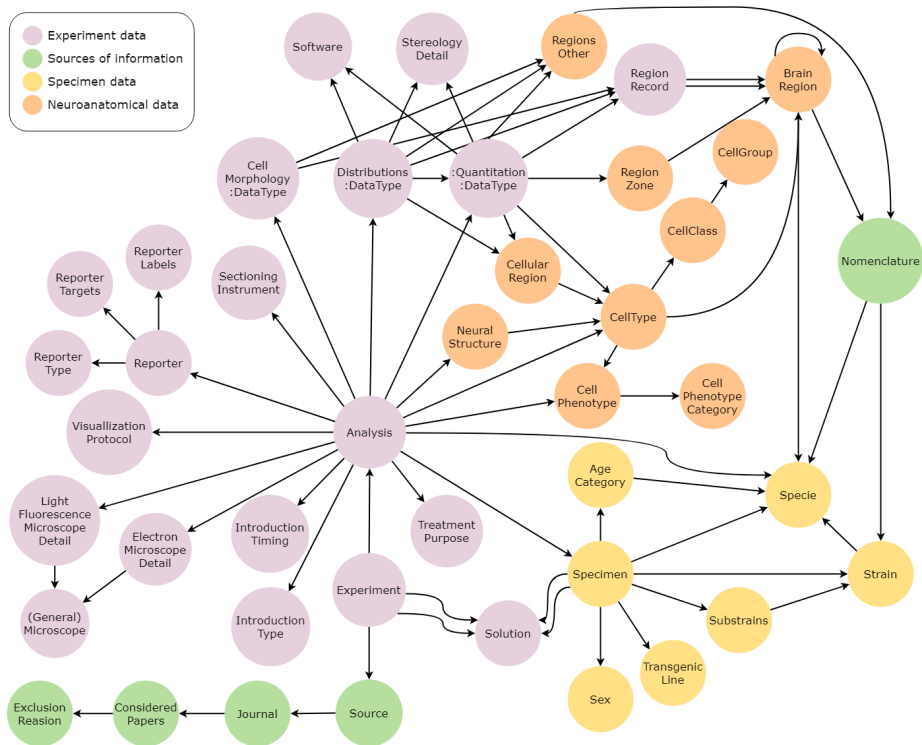 Experiment data
Sources of information
Specimen data
Neuroanatomical data
Software
Stereology
Detail
Regions
Other
Region
Record
Brain
Region
Cell
Morphology
:DataType
Distributions
:DataType
:Quantitation
:DataType
Region
Zone
CellGroup
CellClass
Nomenclature
Reporter
Labels
Reporter
Targets
Sectioning
Instrument
Cellular
Region
CellType
Neural
Structure
Reporter
Type
Reporter
Cell
Phenotype
Cell
Phenotype
Category
Visuallization
Protocol
Analysis
Age
Category
Specie
Light
Fluorescence
Microscope
Detail
Electron
Microscope
Detail
Introduction
Timing
Treatment
Purpose
Specimen
Strain
(General)
Microscope
Introduction
Type
Experiment
Solution
Substrains
Transgenic
Line
Sex
Exclusion
Reasion
Considered
Papers
Journal
Source